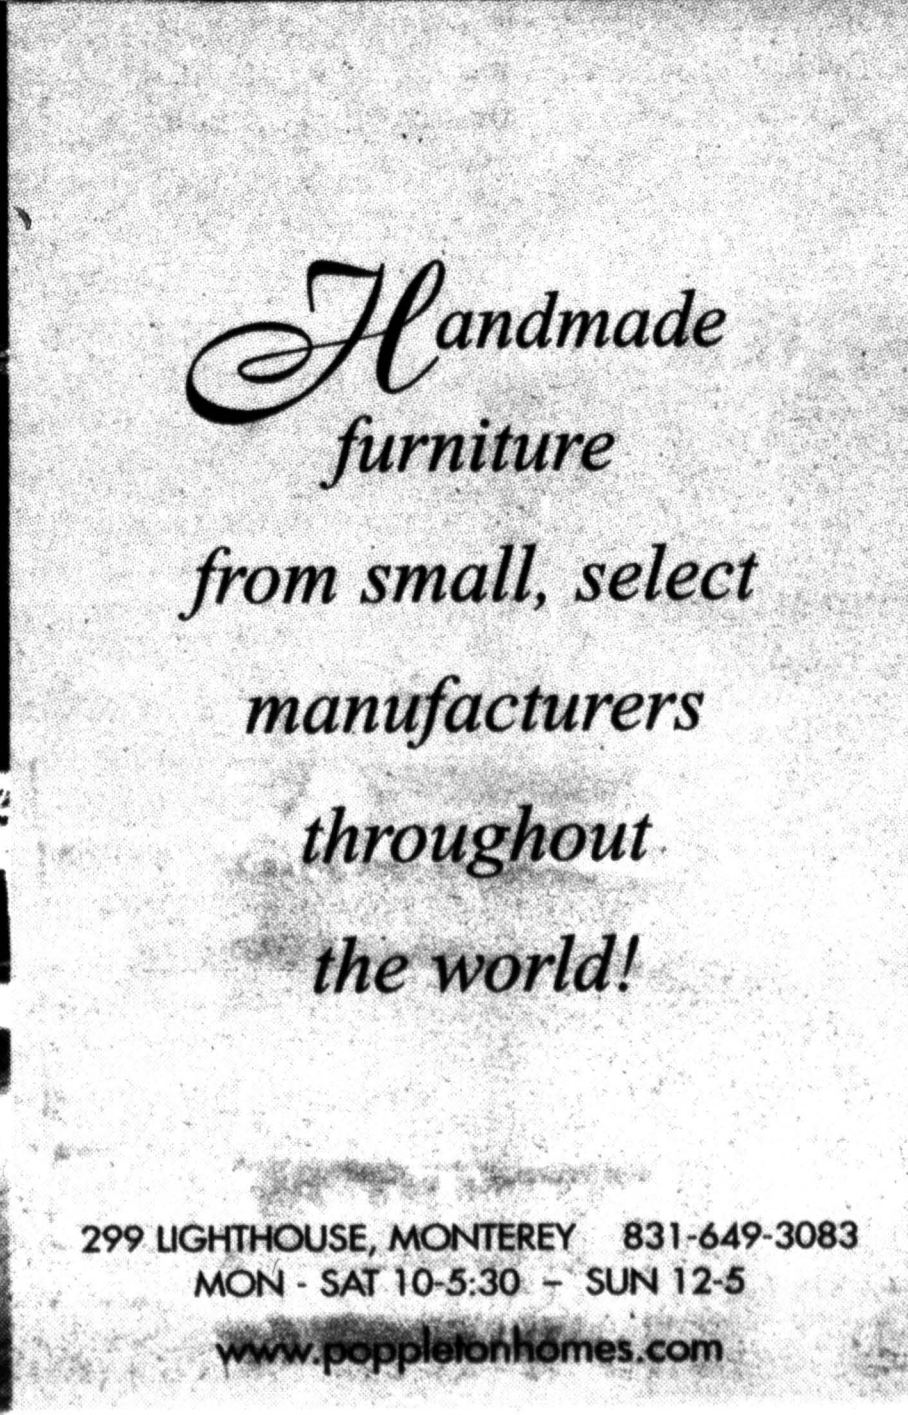 Handmade
furniture
from small, select
manufacturers
throughout
the world!
299 LIGHTHOUSE, MONTEREY 831-649-3083
MON - SAT 10-5:30 – SUN 12-5
www.poppletonhomes.com